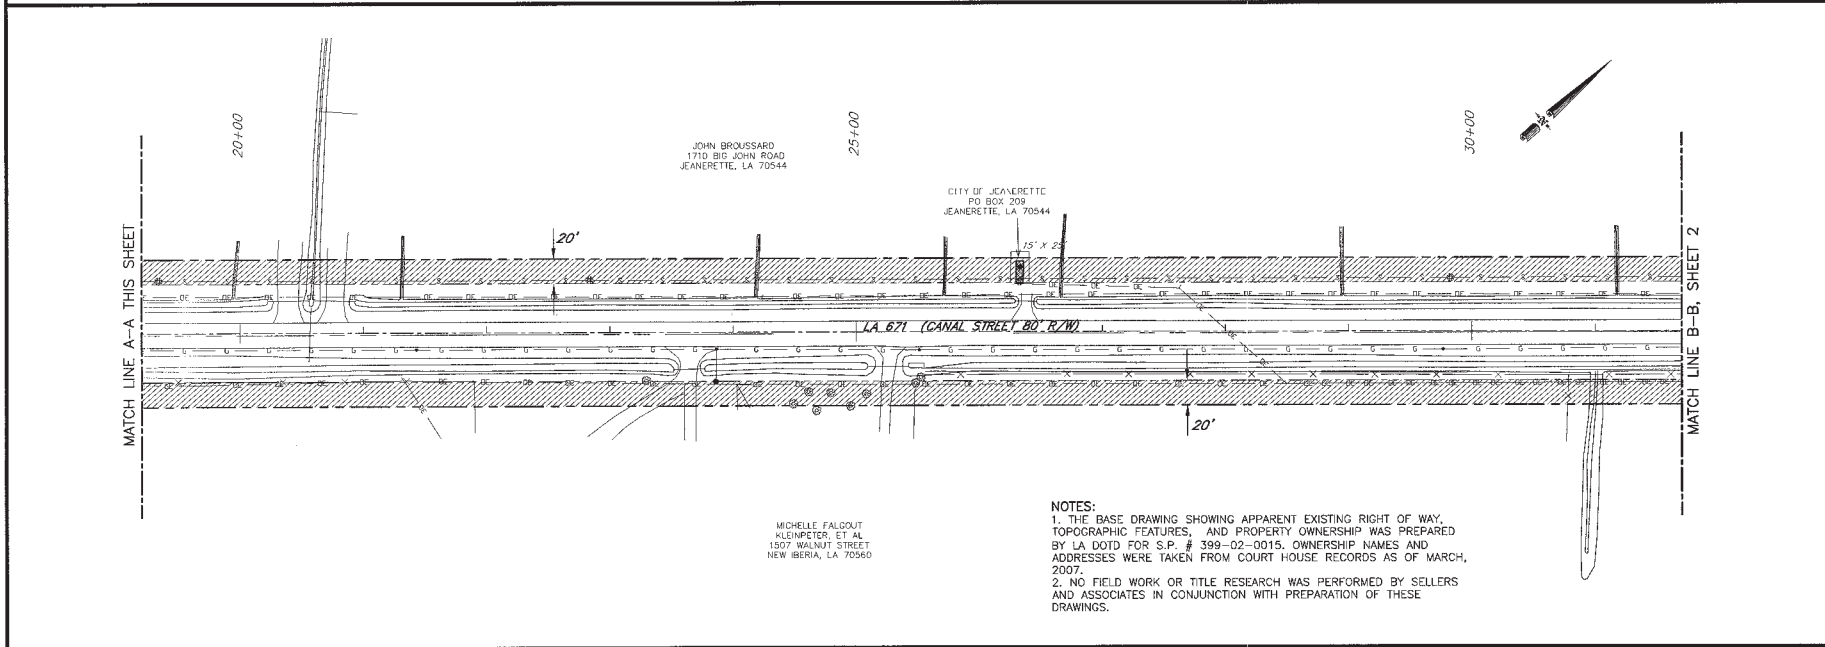 20+00
25+00
30+00
JOHN BROUSSARD
1710 BIG JOHN ROAD
JEANERETTE, LA 70544
CITY OF JEANERETTE
PO BOX 209
JEANERETTE, LA 70544
15' X 25'
20'
MATCH LINE A-A THIS SHEET
MATCH LINE B-B, SHEET 2
LA 671 (CANAL STREET 80' R/W)
20'
MICHELLE FALGOUT
KLEINPETER, ET AL
1507 WALNUT STREET
NEW IBERIA, LA 70560
NOTES:
1. THE BASE DRAWING SHOWING APPARENT EXISTING RIGHT OF WAY,
TOPOGRAPHIC FEATURES, AND PROPERTY OWNERSHIP WAS PREPARED
BY LA DOTD FOR S.P. # 399-02-0015. OWNERSHIP NAMES AND
ADDRESSES WERE TAKEN FROM COURT HOUSE RECORDS AS OF MARCH,
2007.
2. NO FIELD WORK OR TITLE RESEARCH WAS PERFORMED BY SELLERS
AND ASSOCIATES IN CONJUNCTION WITH PREPARATION OF THESE
DRAWINGS.